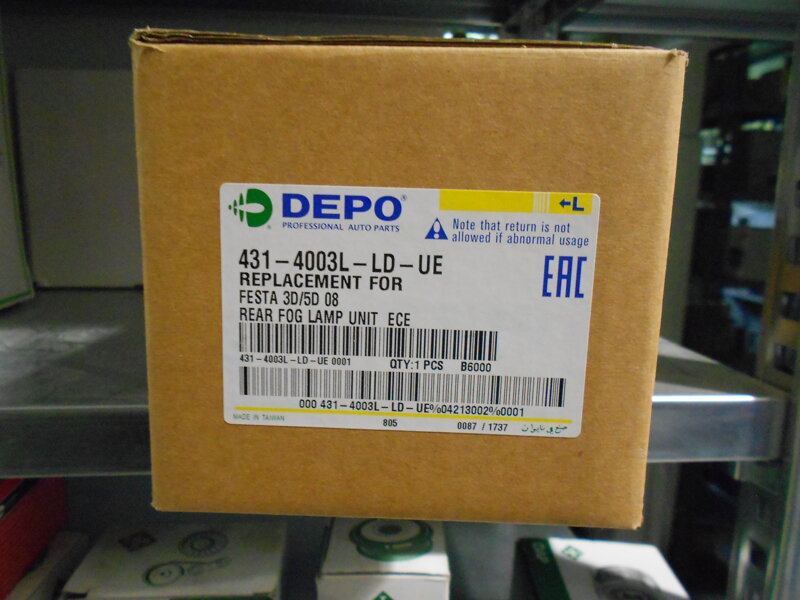 DEPO®
PROFESSIONAL AUTO PARTS
←L
Note that return is not
allowed if abnormal usage
431-4003L-LD-UE
REPLACEMENT FOR
FESTA 3D/5D 08
REAR FOG LAMP UNIT ECE
EAC
431-4003L-LD-UE 0001 QTY:1 PCS B6000
000 431-4003L-LD-UE%04213002%0001
MADE IN TAIWAN 805 0087 / 1737 صنع في تايوان